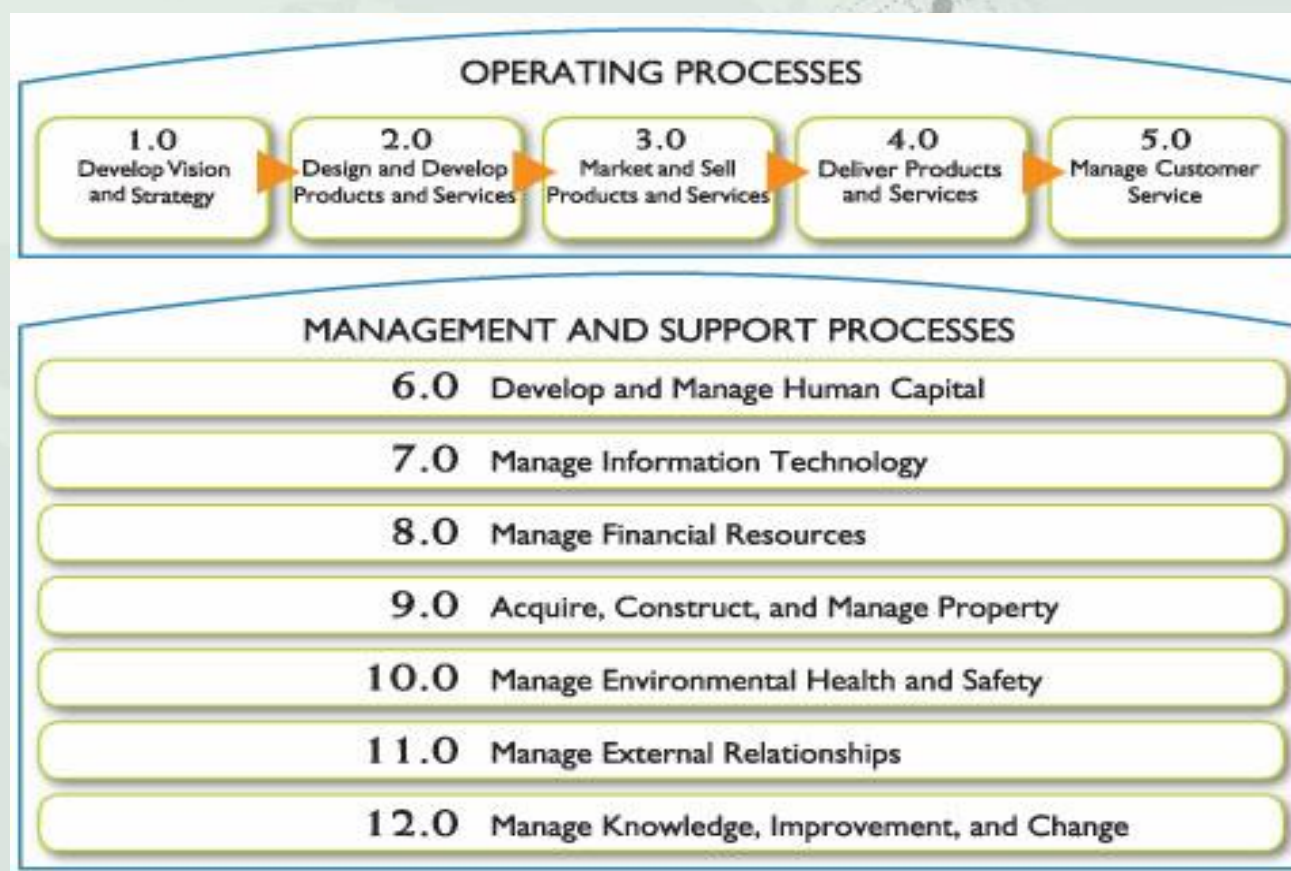 OPERATING PROCESSES
1.0
Develop Vision
and Strategy
2.0
Design and Develop
Products and Services
3.0
Market and Sell
Products and Services
4.0
Deliver Products
and Services
5.0
Manage Customer
Service
MANAGEMENT AND SUPPORT PROCESSES
6.0 Develop and Manage Human Capital
7.0 Manage Information Technology
8.0 Manage Financial Resources
9.0 Acquire, Construct, and Manage Property
10.0 Manage Environmental Health and Safety
11.0 Manage External Relationships
12.0 Manage Knowledge, Improvement, and Change